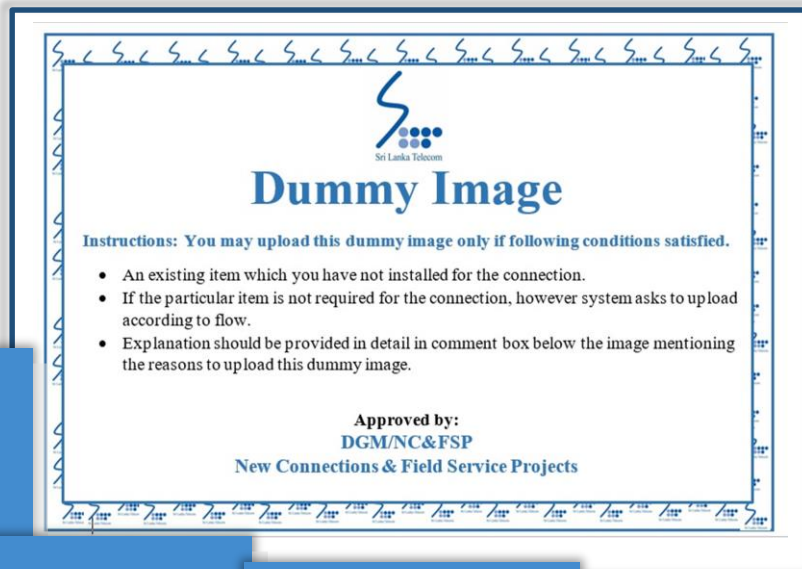 Sri Lanka Telecom
Dummy Image
Instructions: You may upload this dummy image only if following conditions satisfied.
• An existing item which you have not installed for the connection.
• If the particular item is not required for the connection, however system asks to upload
according to flow.
• Explanation should be provided in detail in comment box below the image mentioning
the reasons to upload this dummy image.
Approved by:
DGM/NC&FSP
New Connections & Field Service Projects